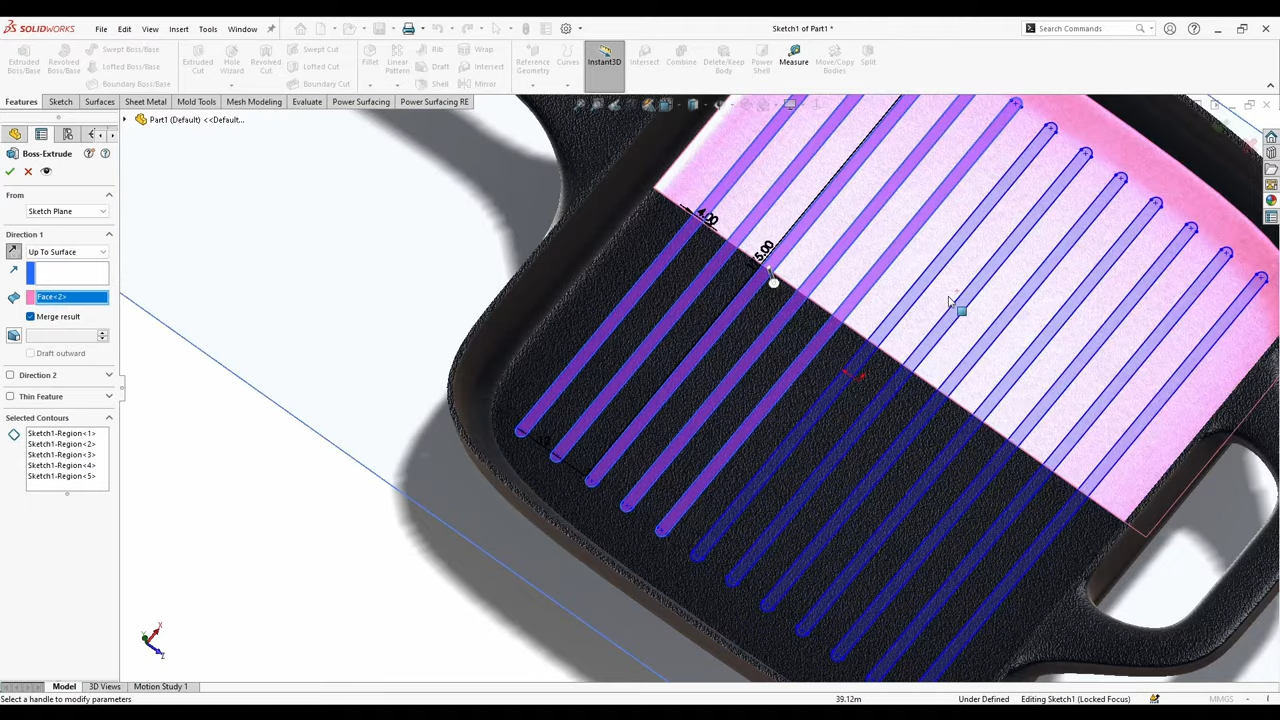 SOLIDWORKS File Edit View Insert Tools Window Sketch1 of Part1 * Search Commands
Extruded Boss/Base Revolved Boss/Base Swept Boss/Base Lofted Boss/Base Boundary Boss/Base Extruded Cut Hole Wizard Revolved Cut Swept Cut Lofted Cut Boundary Cut Fillet Linear Pattern Rib Draft Shell Wrap Intersect Mirror Reference Geometry Curves Instant3D Intersect Combine Delete/Keep Body Power Shell Measure Move/Copy Bodies Split
Features Sketch Surfaces Sheet Metal Mold Tools Mesh Modeling Evaluate Power Surfacing Power Surfacing RE
Part1 (Default) <<Default...
Boss-Extrude
From
Sketch Plane
Direction 1
Up To Surface
Face<2>
Merge result
Draft outward
Direction 2
Thin Feature
Selected Contours
Sketch1-Region<1>
Sketch1-Region<2>
Sketch1-Region<3>
Sketch1-Region<4>
Sketch1-Region<5>
4.00
Model 3D Views Motion Study 1
Select a handle to modify parameters 39.12m Under Defined Editing Sketch1 (Locked Focus) MMGS